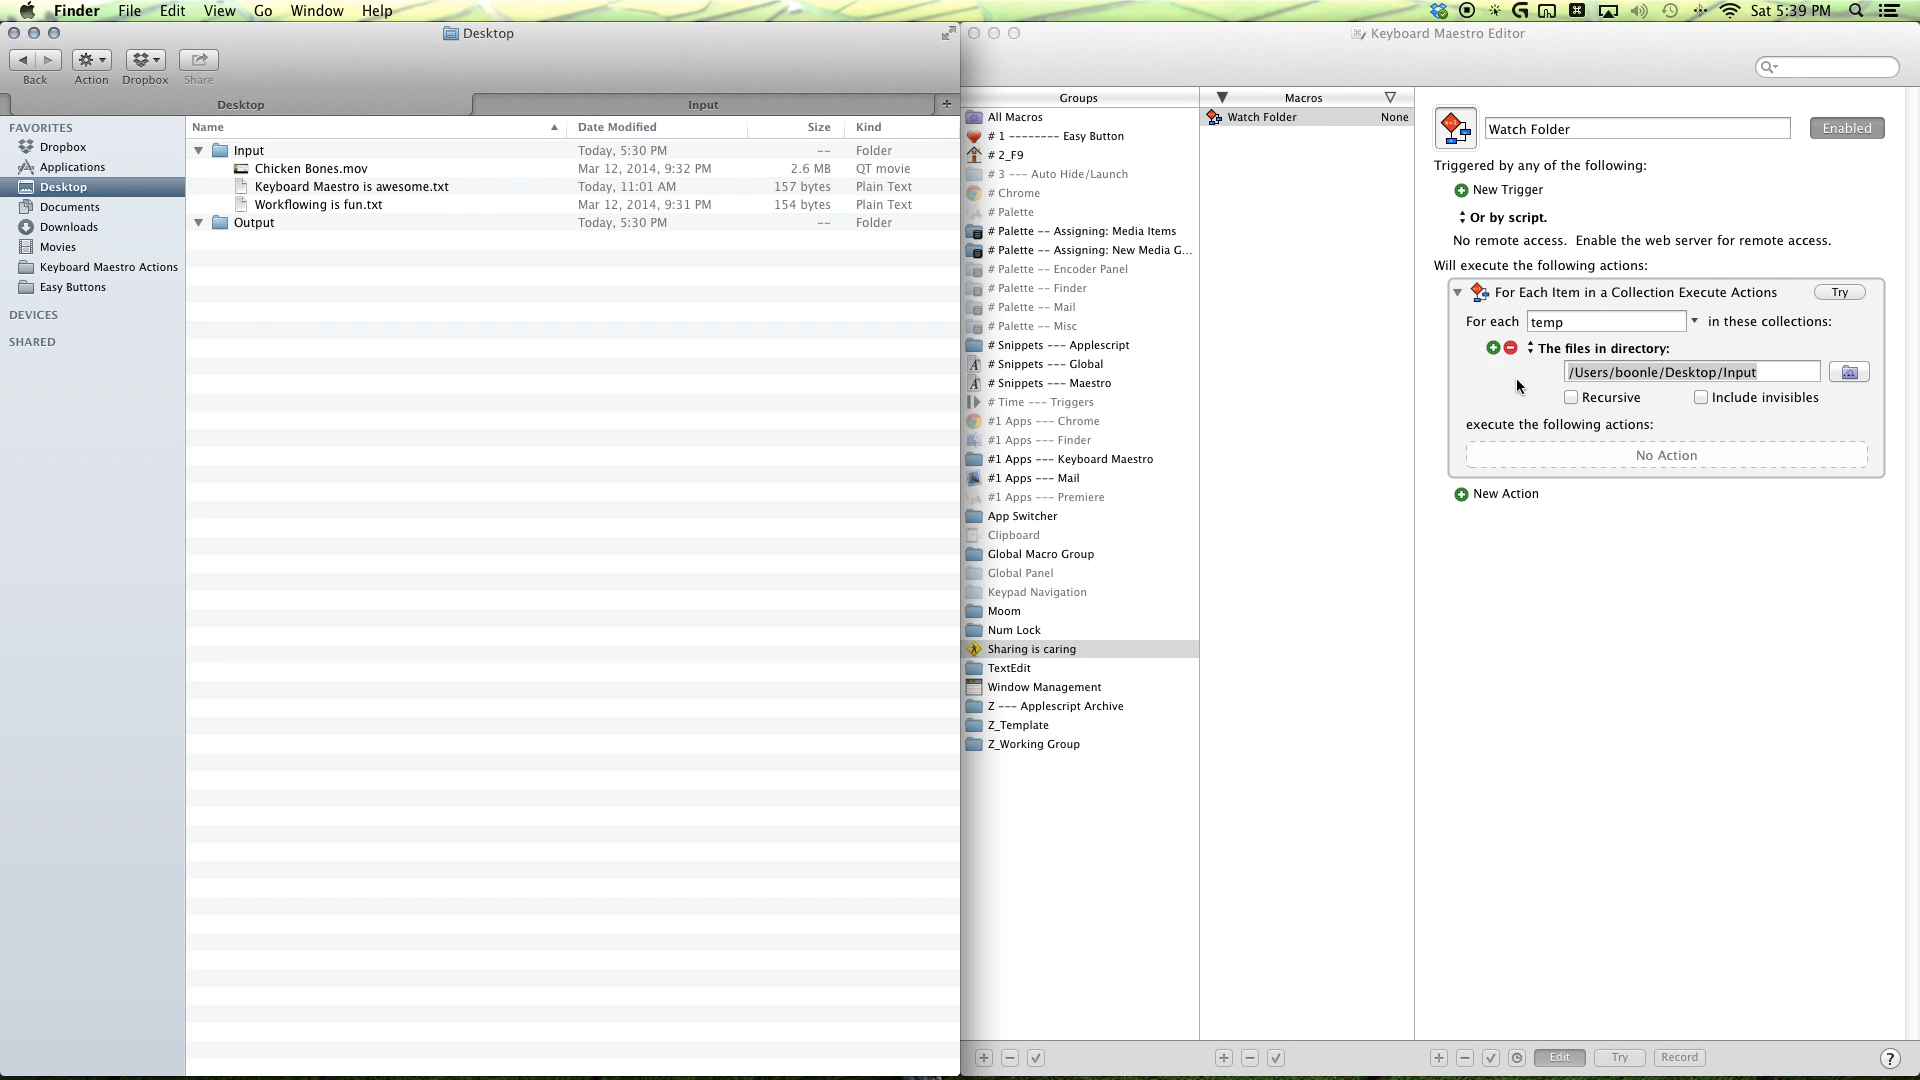 Finder File Edit View Go Window Help
Sat 5:39 PM
Desktop
Back Action Dropbox Share
Desktop Input
FAVORITES
Dropbox
Applications
Desktop
Documents
Downloads
Movies
Keyboard Maestro Actions
Easy Buttons
DEVICES
SHARED
Name Date Modified Size Kind
Input Today, 5:30 PM -- Folder
Chicken Bones.mov Mar 12, 2014, 9:32 PM 2.6 MB QT movie
Keyboard Maestro is awesome.txt Today, 11:01 AM 157 bytes Plain Text
Workflowing is fun.txt Mar 12, 2014, 9:31 PM 154 bytes Plain Text
Output Today, 5:30 PM -- Folder
Keyboard Maestro Editor
Groups
All Macros
# 1 -------- Easy Button
# 2_F9
# 3 --- Auto Hide/Launch
# Chrome
# Palette
# Palette -- Assigning: Media Items
# Palette -- Assigning: New Media G...
# Palette -- Encoder Panel
# Palette -- Finder
# Palette -- Mail
# Palette -- Misc
# Snippets --- Applescript
# Snippets --- Global
# Snippets --- Maestro
# Time --- Triggers
#1 Apps --- Chrome
#1 Apps --- Finder
#1 Apps --- Keyboard Maestro
#1 Apps --- Mail
#1 Apps --- Premiere
App Switcher
Clipboard
Global Macro Group
Global Panel
Keypad Navigation
Moom
Num Lock
Sharing is caring
TextEdit
Window Management
Z --- Applescript Archive
Z_Template
Z_Working Group
Macros
Watch Folder None
Watch Folder Enabled
Triggered by any of the following:
New Trigger
Or by script.
No remote access. Enable the web server for remote access.
Will execute the following actions:
For Each Item in a Collection Execute Actions Try
For each temp in these collections:
The files in directory:
/Users/boonle/Desktop/Input
Recursive Include invisibles
execute the following actions:
No Action
New Action
Edit Try Record ?